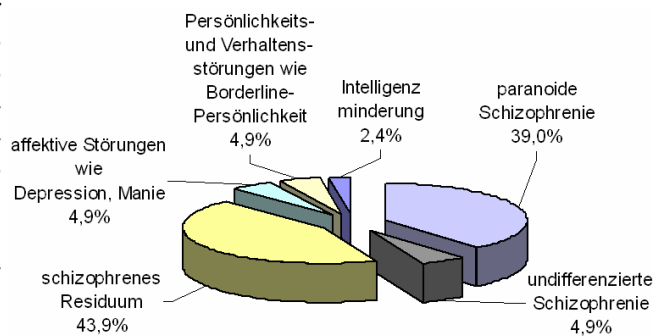 Persönlichkeits-
und Verhaltens-
störungen wie
Borderline-
Persönlichkeit
4,9%
Intelligenz
minderung
2,4%
paranoide
Schizophrenie
39,0%
affektive Störungen
wie
Depression, Manie
4,9%
schizophrenes
Residuum
43,9%
undifferenzierte
Schizophrenie
4,9%